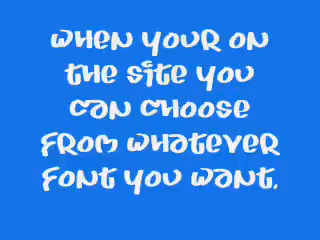 WHEN YOUR ON
THE SITE YOU
CAN CHOOSE
FROM WHATEVER
FONT YOU WANT.